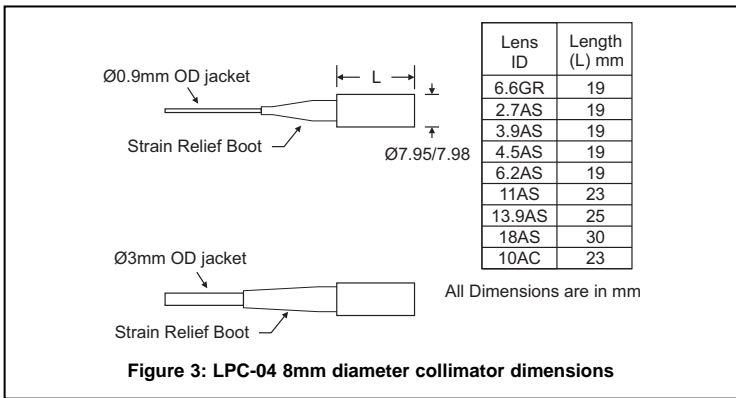 Ø0.9mm OD jacket
L
Strain Relief Boot
Ø7.95/7.98
Ø3mm OD jacket
Strain Relief Boot
Lens ID Length (L) mm
6.6GR 19
2.7AS 19
3.9AS 19
4.5AS 19
6.2AS 19
11AS 23
13.9AS 25
18AS 30
10AC 23
All Dimensions are in mm
Figure 3: LPC-04 8mm diameter collimator dimensions